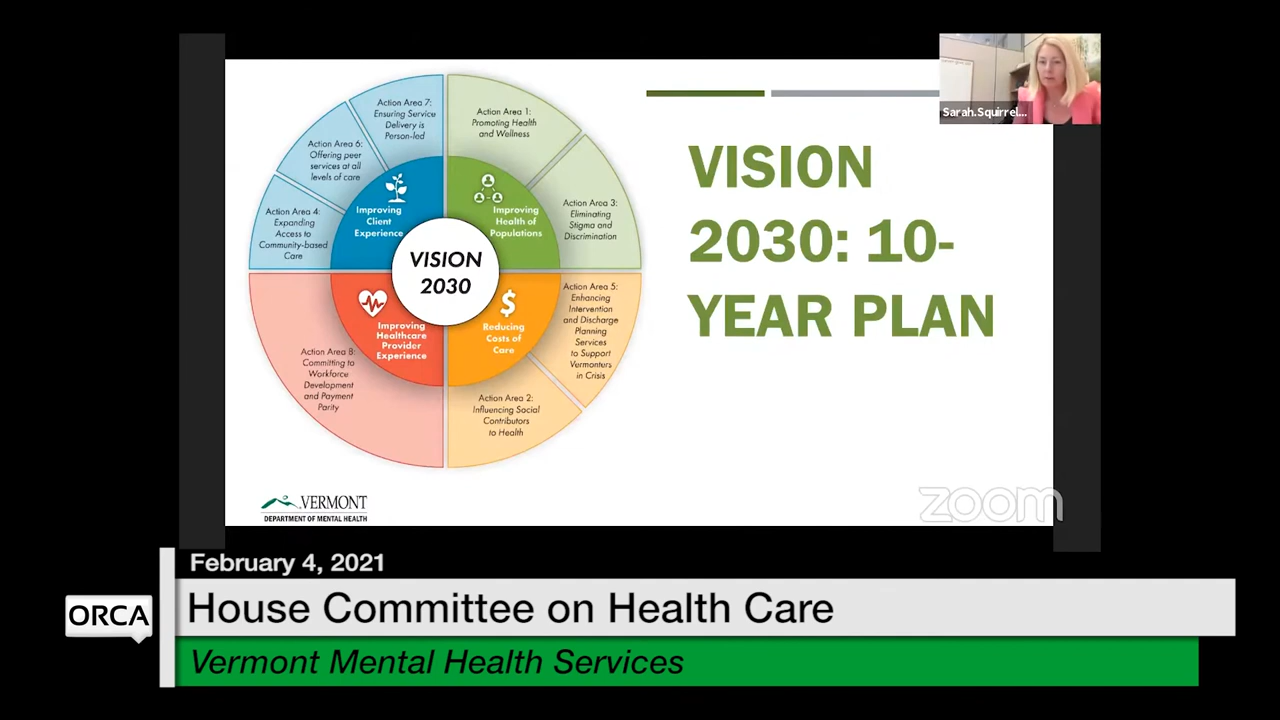 Action Area 7:
Ensuring Service
Delivery is
Person-led
Action Area 1:
Promoting Health
and Wellness
Action Area 6:
Offering peer
services at all
levels of care
Action Area 4:
Expanding
Access to
Community-based
Care
Action Area 3:
Eliminating
Stigma and
Discrimination
Improving
Client
Experience
Improving
Health of
Populations
VISION
2030
Improving
Healthcare
Provider
Experience
$
Reducing
Costs of
Care
Action Area 5:
Enhancing
Intervention
and Discharge
Planning
Services
to Support
Vermonters
in Crisis
Action Area 8:
Committing to
Workforce
Development
and Payment
Parity
Action Area 2:
Influencing Social
Contributors
to Health
VISION
2030: 10-
YEAR PLAN
Sarah.Squirrel...
VERMONT
DEPARTMENT OF MENTAL HEALTH
zoom
February 4, 2021
ORCA
House Committee on Health Care
Vermont Mental Health Services